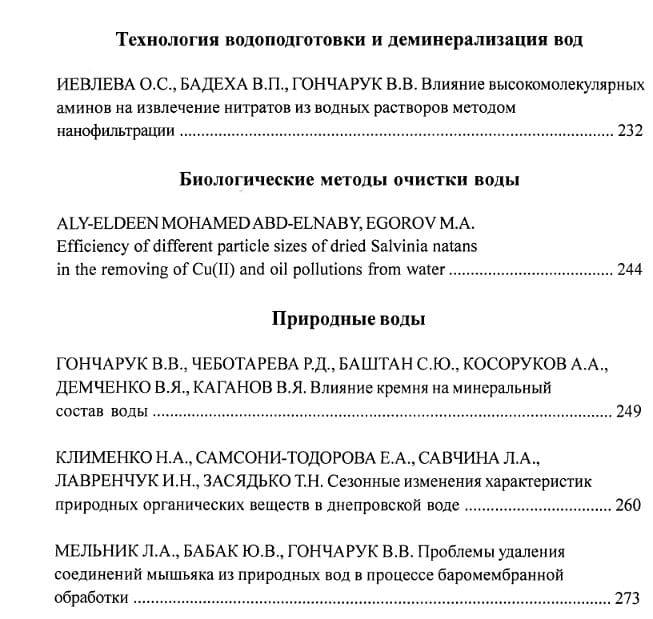 Технология водоподготовки и деминерализация вод
ИЕВЛЕВА О.С., БАДЕХА В.П., ГОНЧАРУК В.В. Влияние высокомолекулярных
аминов на извлечение нитратов из водных растворов методом
нанофильтрации ........................................................................ 232
Биологические методы очистки воды
ALY-ELDEEN MOHAMED ABD-ELNABY, EGOROV M.A.
Efficiency of different particle sizes of dried Salvinia natans
in the removing of Cu(II) and oil pollutions from water ........................... 244
Природные воды
ГОНЧАРУК В.В., ЧЕБОТАРЕВА Р.Д., БАШТАН С.Ю., КОСОРУКОВ А.А.,
ДЕМЧЕНКО В.Я., КАГАНОВ В.Я. Влияние кремня на минеральный
состав воды ............................................................................ 249
КЛИМЕНКО Н.А., САМСОНИ-ТОДОРОВА Е.А., САВЧИНА Л.А.,
ЛАВРЕНЧУК И.Н., ЗАСЯДЬКО Т.Н. Сезонные изменения характеристик
природных органических веществ в днепровской воде ........................ 260
МЕЛЬНИК Л.А., БАБАК Ю.В., ГОНЧАРУК В.В. Проблемы удаления
соединений мышьяка из природных вод в процессе баромембранной
обработки ................................................................................ 273